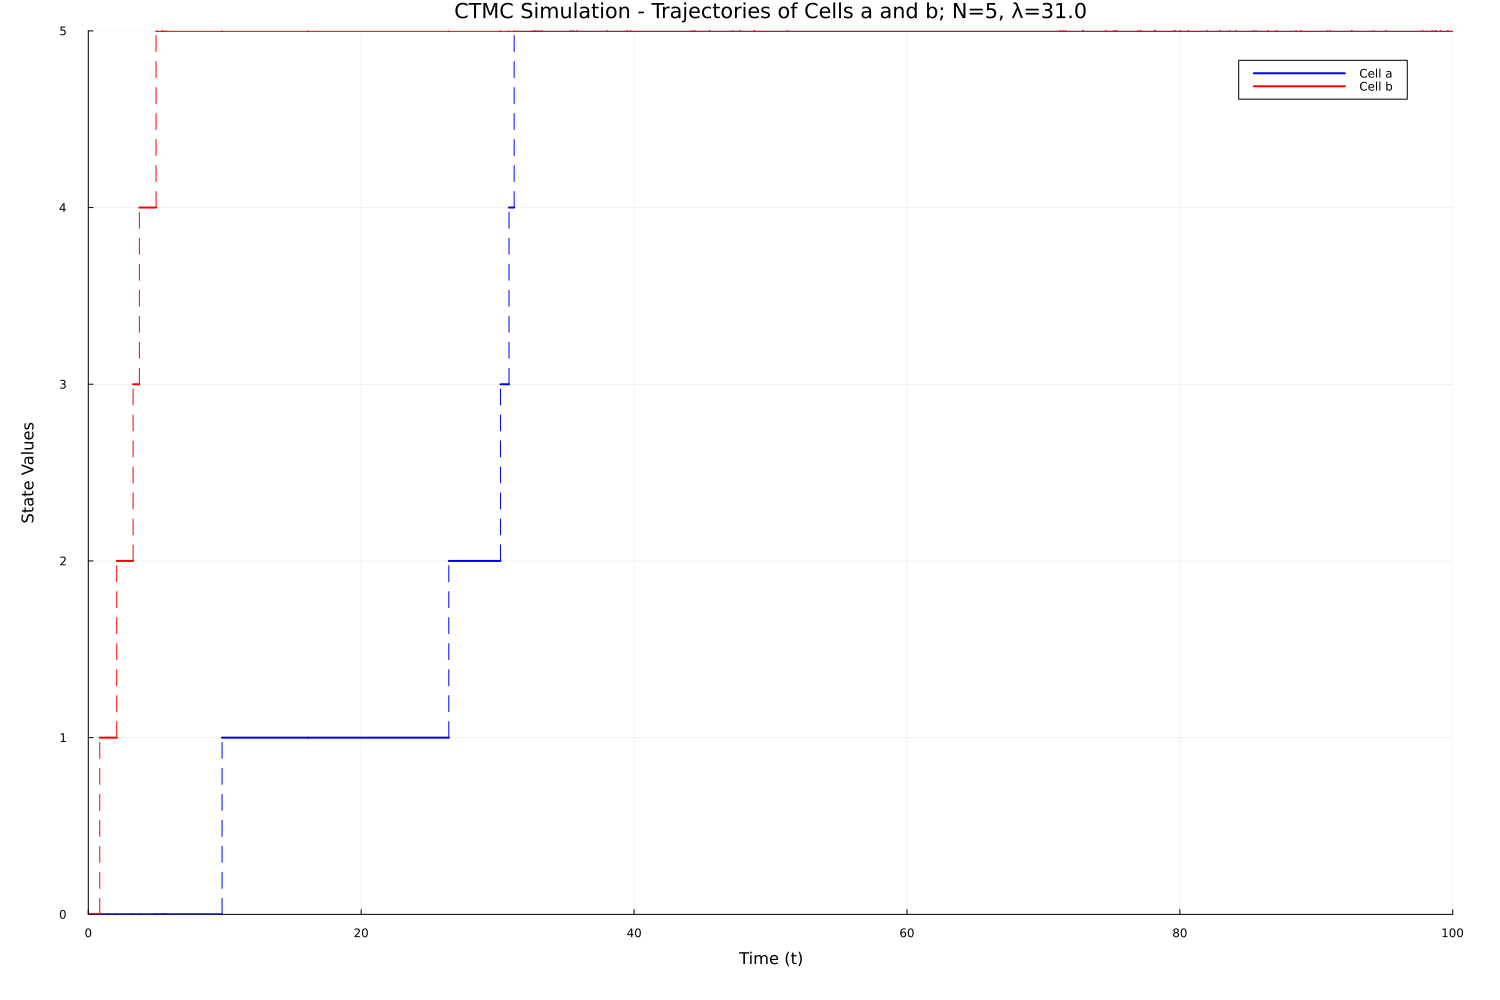 CTMC Simulation - Trajectories of Cells a and b; N=5, λ=31.0
5
Cell a
Cell b
4
3
State Values
2
1
0
0 20 40 60 80 100
Time (t)